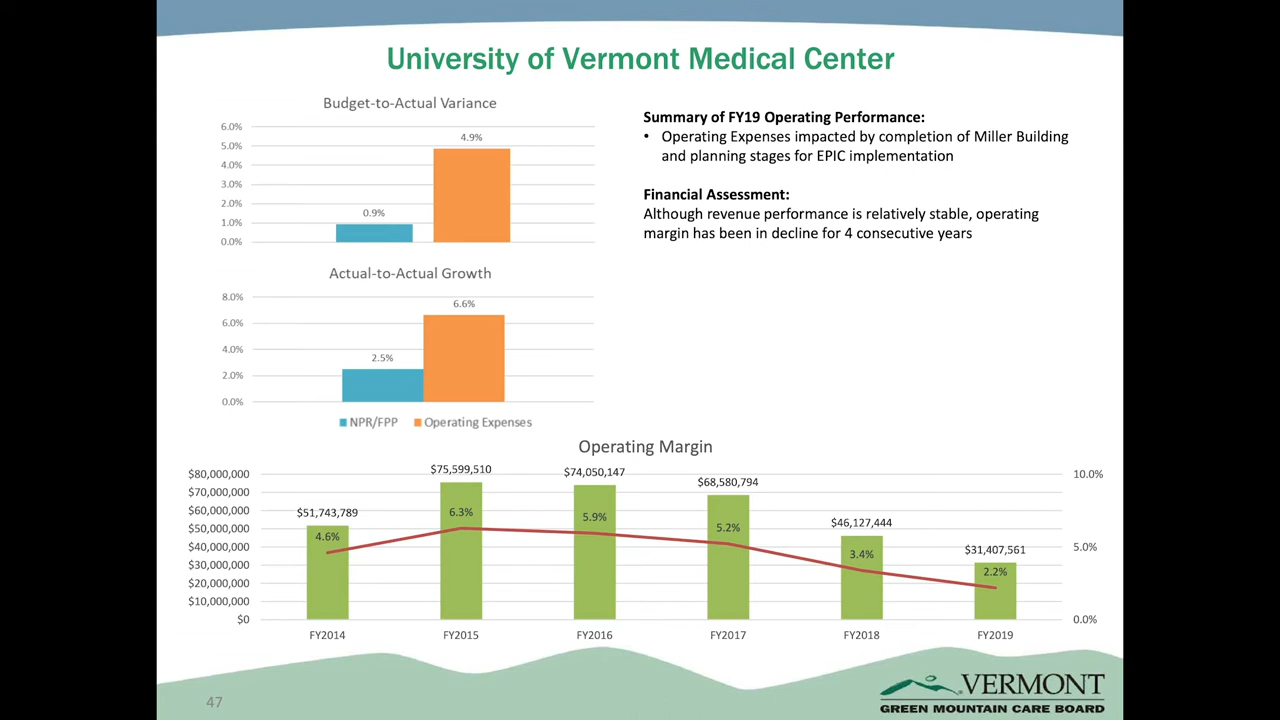 University of Vermont Medical Center
Budget-to-Actual Variance
6.0%
5.0%
4.0%
3.0%
2.0%
1.0%
0.0%
0.9%
4.9%
Actual-to-Actual Growth
8.0%
6.0%
4.0%
2.0%
0.0%
2.5%
6.6%
NPR/FPP Operating Expenses
Summary of FY19 Operating Performance:
• Operating Expenses impacted by completion of Miller Building
and planning stages for EPIC implementation
Financial Assessment:
Although revenue performance is relatively stable, operating
margin has been in decline for 4 consecutive years
Operating Margin
$80,000,000
$70,000,000
$60,000,000
$50,000,000
$40,000,000
$30,000,000
$20,000,000
$10,000,000
$0
$51,743,789
$75,599,510
$74,050,147
$68,580,794
$46,127,444
$31,407,561
4.6%
6.3%
5.9%
5.2%
3.4%
2.2%
10.0%
5.0%
0.0%
FY2014 FY2015 FY2016 FY2017 FY2018 FY2019
47
VERMONT
GREEN MOUNTAIN CARE BOARD